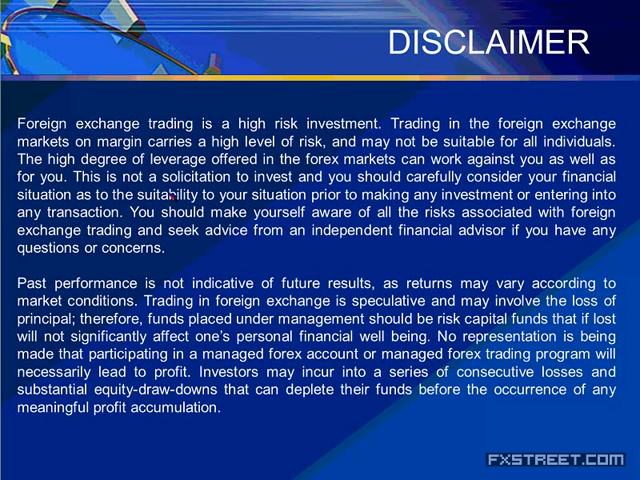 DISCLAIMER
Foreign exchange trading is a high risk investment. Trading in the foreign exchange
markets on margin carries a high level of risk, and may not be suitable for all individuals.
The high degree of leverage offered in the forex markets can work against you as well as
for you. This is not a solicitation to invest and you should carefully consider your financial
situation as to the suitability to your situation prior to making any investment or entering into
any transaction. You should make yourself aware of all the risks associated with foreign
exchange trading and seek advice from an independent financial advisor if you have any
questions or concerns.
Past performance is not indicative of future results, as returns may vary according to
market conditions. Trading in foreign exchange is speculative and may involve the loss of
principal; therefore, funds placed under management should be risk capital funds that if lost
will not significantly affect one's personal financial well being. No representation is being
made that participating in a managed forex account or managed forex trading program will
necessarily lead to profit. Investors may incur into a series of consecutive losses and
substantial equity-draw-downs that can deplete their funds before the occurrence of any
meaningful profit accumulation.
FXSTREET.COM